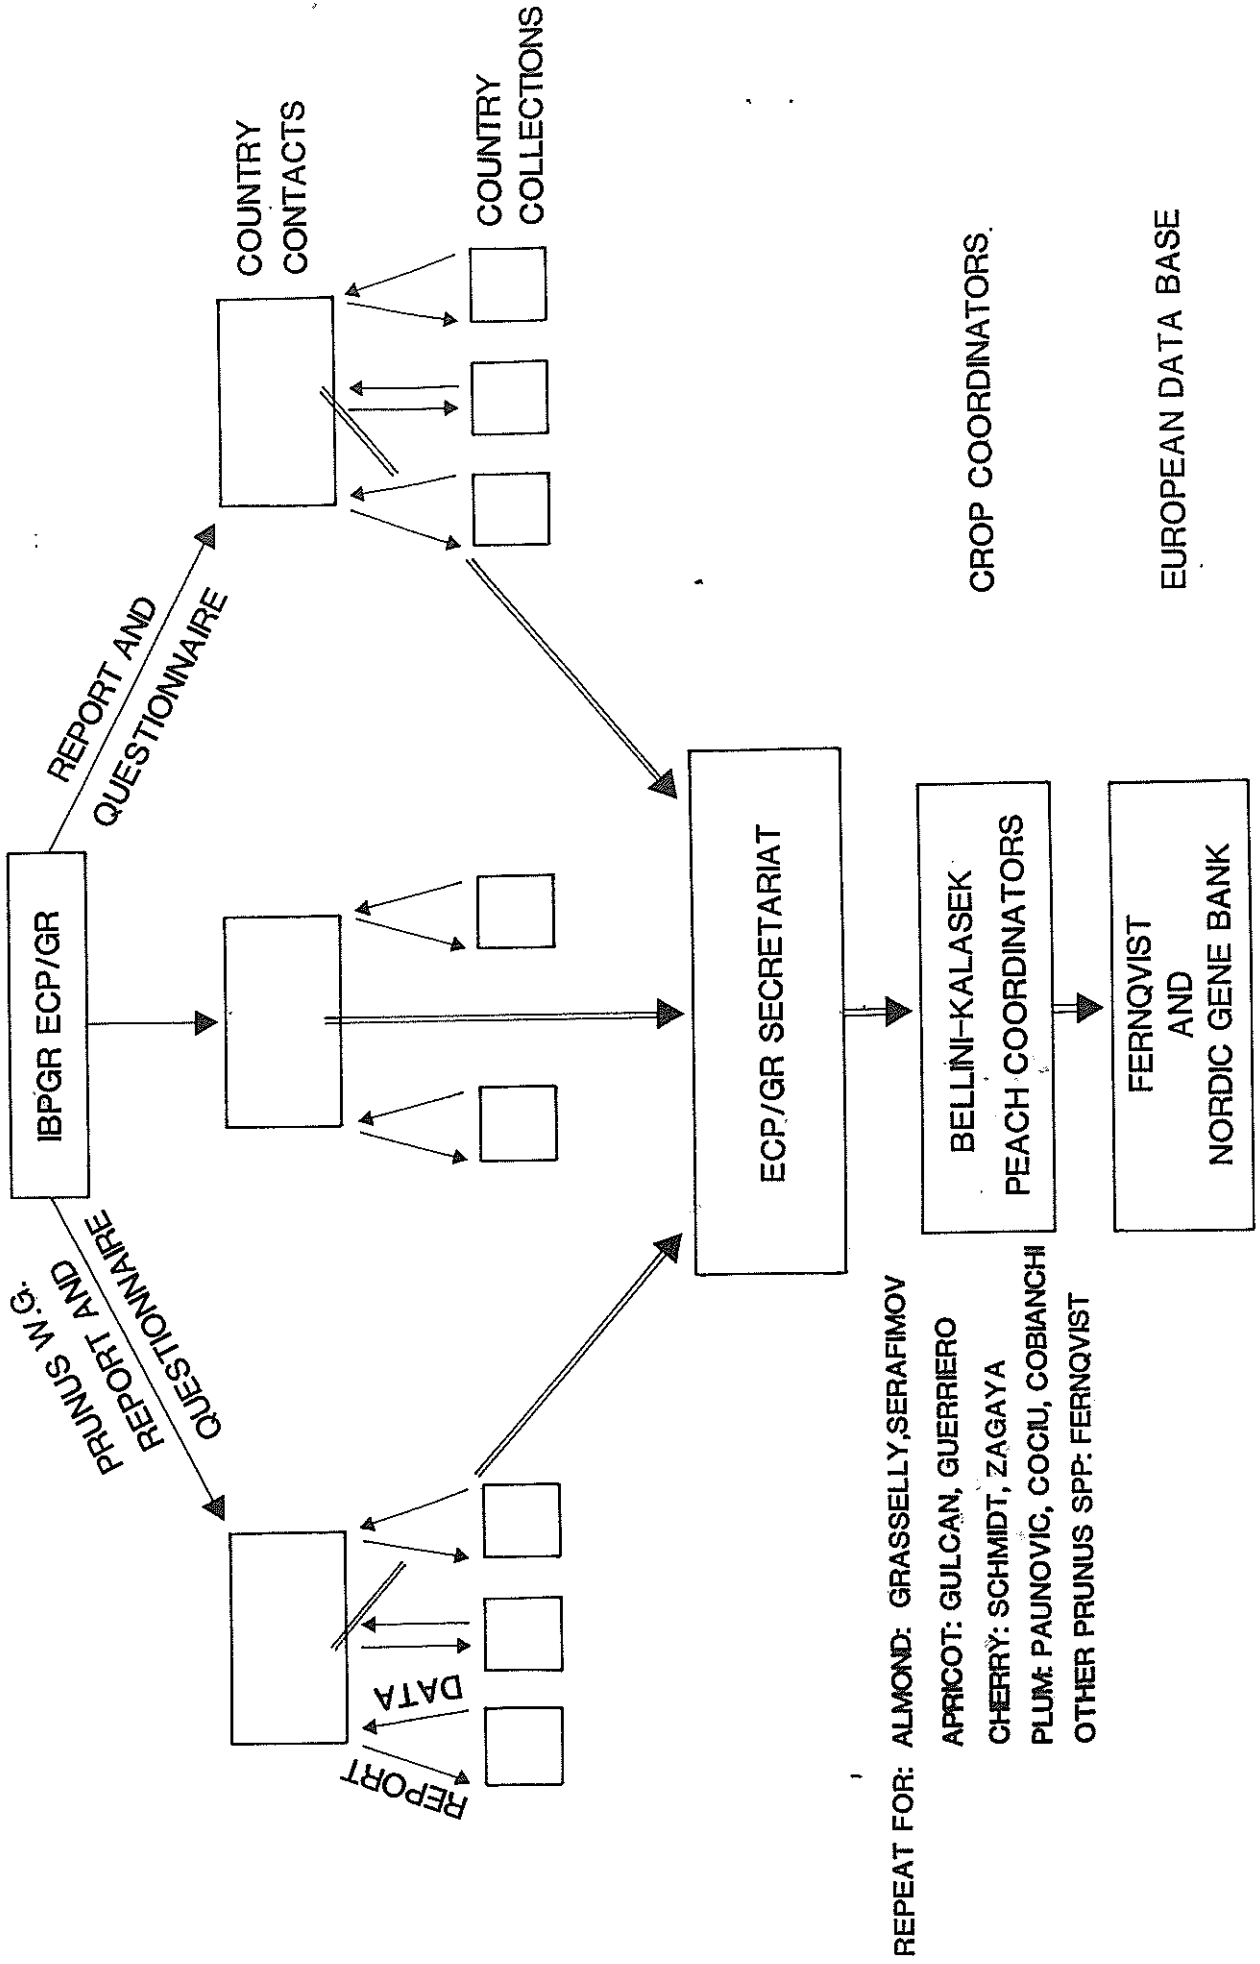 IBPGR ECP/GR
PRUNUS W.G.
REPORT AND
QUESTIONNAIRE
REPORT AND
QUESTIONNAIRE
COUNTRY
CONTACTS
REPORT
DATA
COUNTRY
COLLECTIONS
ECP/GR SECRETARIAT
BELLINI-KALASEK
PEACH COORDINATORS
CROP COORDINATORS.
REPEAT FOR: ALMOND: GRASSELLY,SERAFIMOV
APRICOT: GULCAN, GUERRIERO
CHERRY: SCHMIDT, ZAGAYA
PLUM: PAUNOVIC, COCIU, COBIANCHI
OTHER PRUNUS SPP: FERNQVIST
FERNQVIST
AND
NORDIC GENE BANK
EUROPEAN DATA BASE